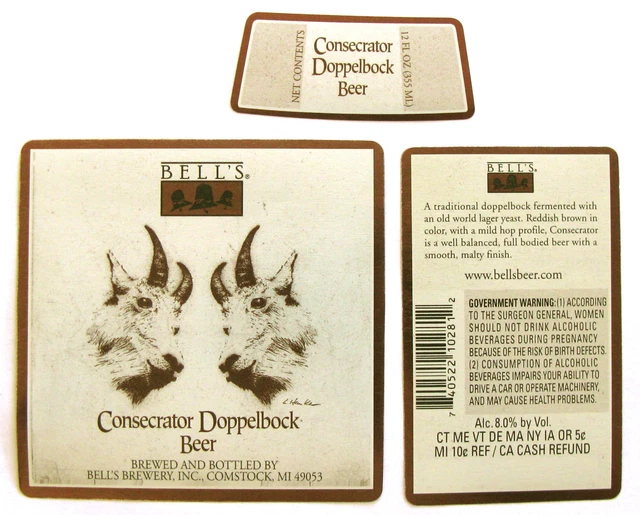 NET CONTENTS
Consecrator
Doppelbock
Beer
12 FL. OZ. (355 ML)
BELL'S®
Consecrator Doppelbock
Beer
BREWED AND BOTTLED BY
BELL'S BREWERY, INC., COMSTOCK, MI 49053
BELL'S®
A traditional doppelbock fermented with
an old world lager yeast. Reddish brown in
color, with a mild hop profile, Consecrator
is a well balanced, full bodied beer with a
smooth, malty finish.
www.bellsbeer.com
GOVERNMENT WARNING: (1) ACCORDING
TO THE SURGEON GENERAL, WOMEN
SHOULD NOT DRINK ALCOHOLIC
BEVERAGES DURING PREGNANCY
BECAUSE OF THE RISK OF BIRTH DEFECTS.
(2) CONSUMPTION OF ALCOHOLIC
BEVERAGES IMPAIRS YOUR ABILITY TO
DRIVE A CAR OR OPERATE MACHINERY,
AND MAY CAUSE HEALTH PROBLEMS.
7 40522 10281 2
Alc. 8.0% by Vol.
CT ME VT DE MA NY IA OR 5¢
MI 10¢ REF / CA CASH REFUND